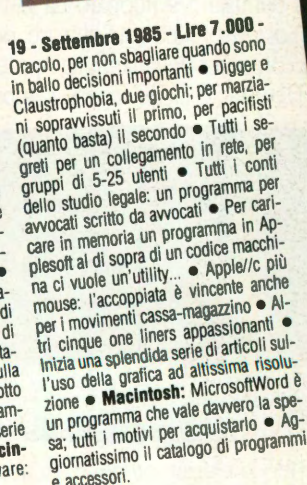 19 - Settembre 1985 - Lire 7.000 -
Oracolo, per non sbagliare quando sono
in ballo decisioni importanti ● Digger e
Claustrophobia, due giochi; per marzia-
ni sopravvissuti il primo, per pacifisti
(quanto basta) il secondo ● Tutti i se-
greti per un collegamento in rete, per
gruppi di 5-25 utenti ● Tutti i conti
dello studio legale: un programma per
avvocati scritto da avvocati ● Per cari-
care in memoria un programma in Ap-
plesoft al di sopra di un codice macchi-
na ci vuole un'utility... ● Apple//c più
mouse: l'accoppiata è vincente anche
per i movimenti cassa-magazzino ● Al-
tri cinque one liners appassionanti ●
Inizia una splendida serie di articoli sul-
l'uso della grafica ad altissima risolu-
zione ● Macintosh: MicrosoftWord è
un programma che vale davvero la spe-
sa; tutti i motivi per acquistarlo ● Ag-
giornatissimo il catalogo di programmi
e accessori.